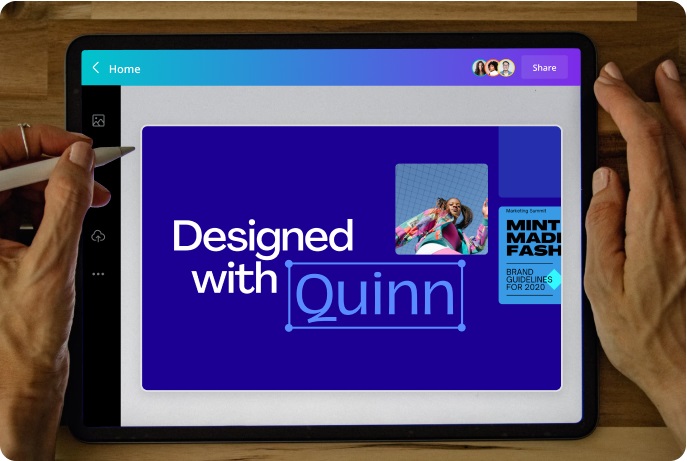 Home
Share
Designed
with Quinn
Marketing Summit
MINT
MADE
FASH
BRAND
GUIDELINES
FOR 2020